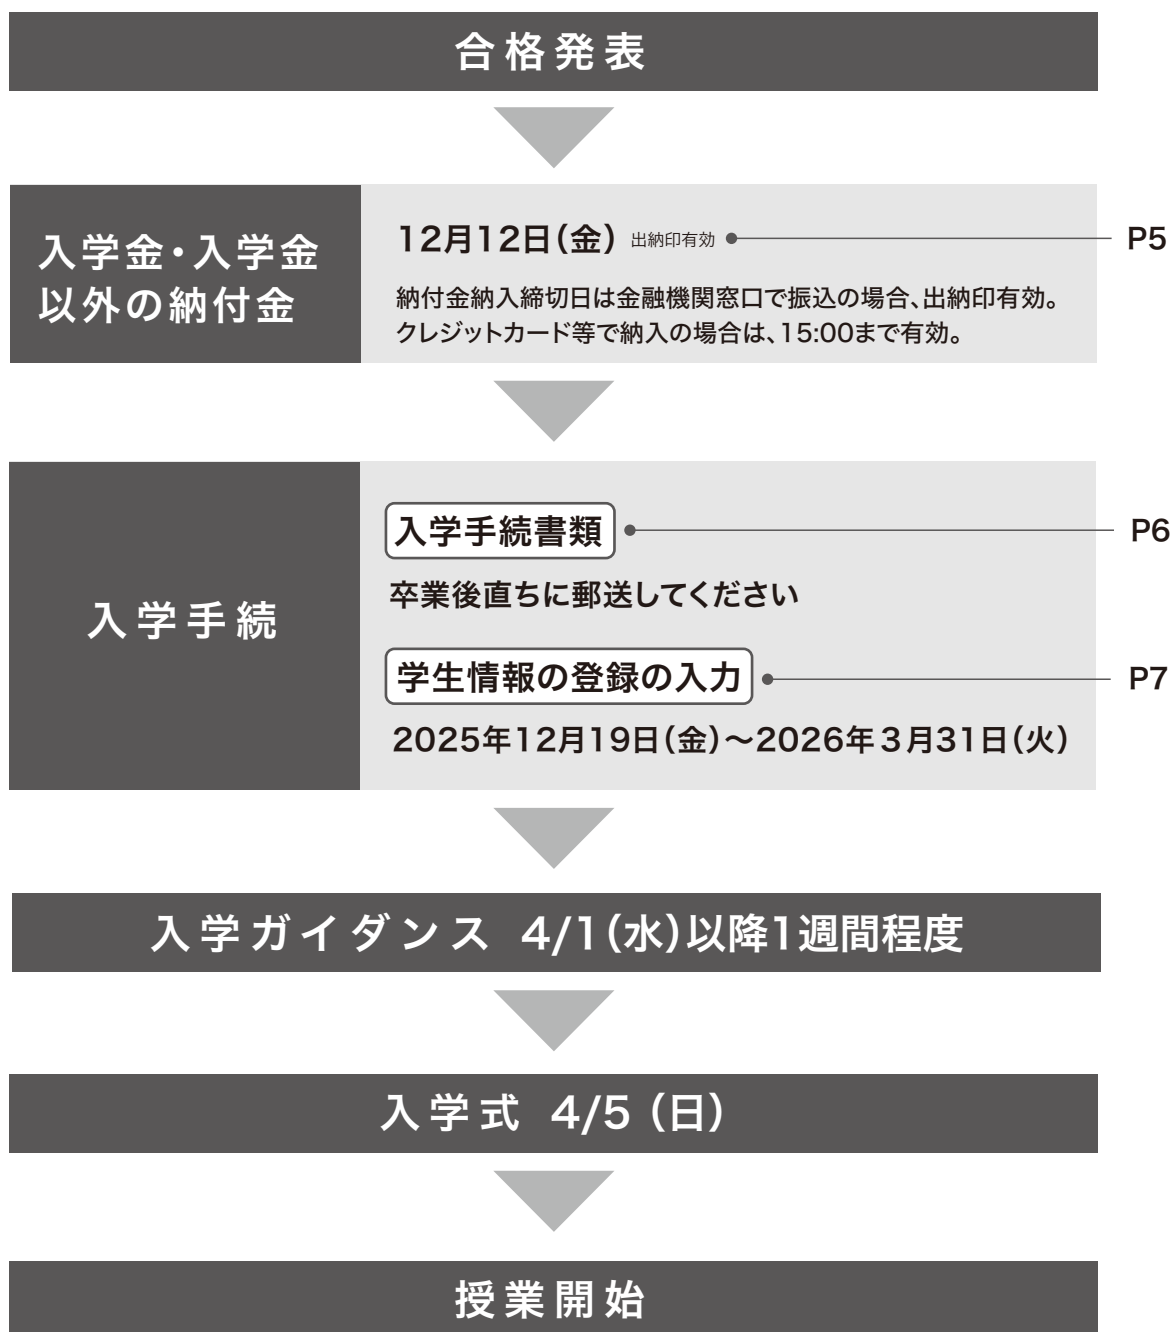 合格発表
入学金・入学金
以外の納付金
12月12日(金) 出納印有効
P5
納付金納入締切日は金融機関窓口で振込の場合、出納印有効。
クレジットカード等で納入の場合は、15:00まで有効。
入学手続
入学手続書類
P6
卒業後直ちに郵送してください
学生情報の登録の入力
P7
2025年12月19日(金)〜2026年3月31日(火)
入学ガイダンス 4/1(水)以降1週間程度
入学式 4/5(日)
授業開始